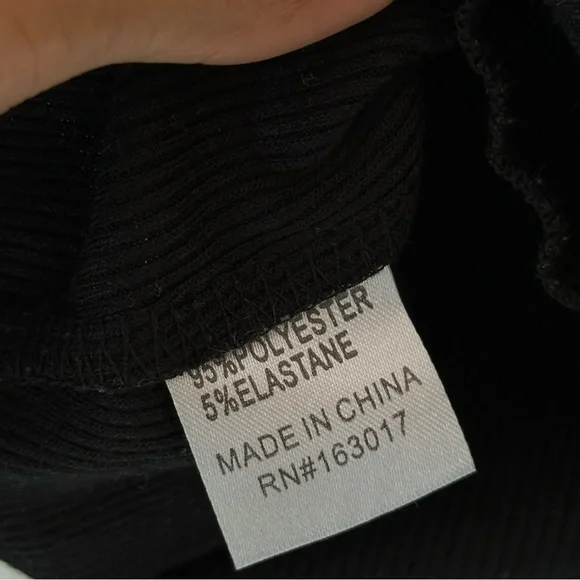 95%POLYESTER
5%ELASTANE
MADE IN CHINA
RN#163017